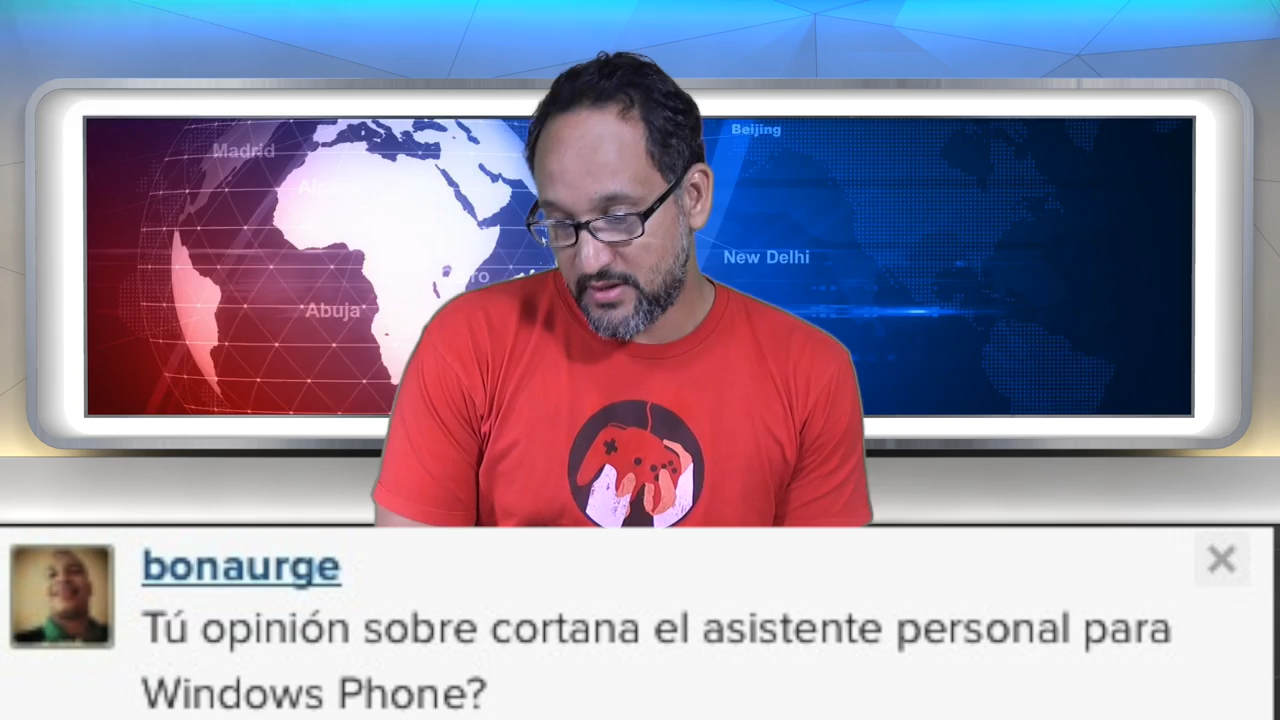 Madrid
Beijing
New Delhi
Abuja
bonaurge
Tú opinión sobre cortana el asistente personal para
Windows Phone?